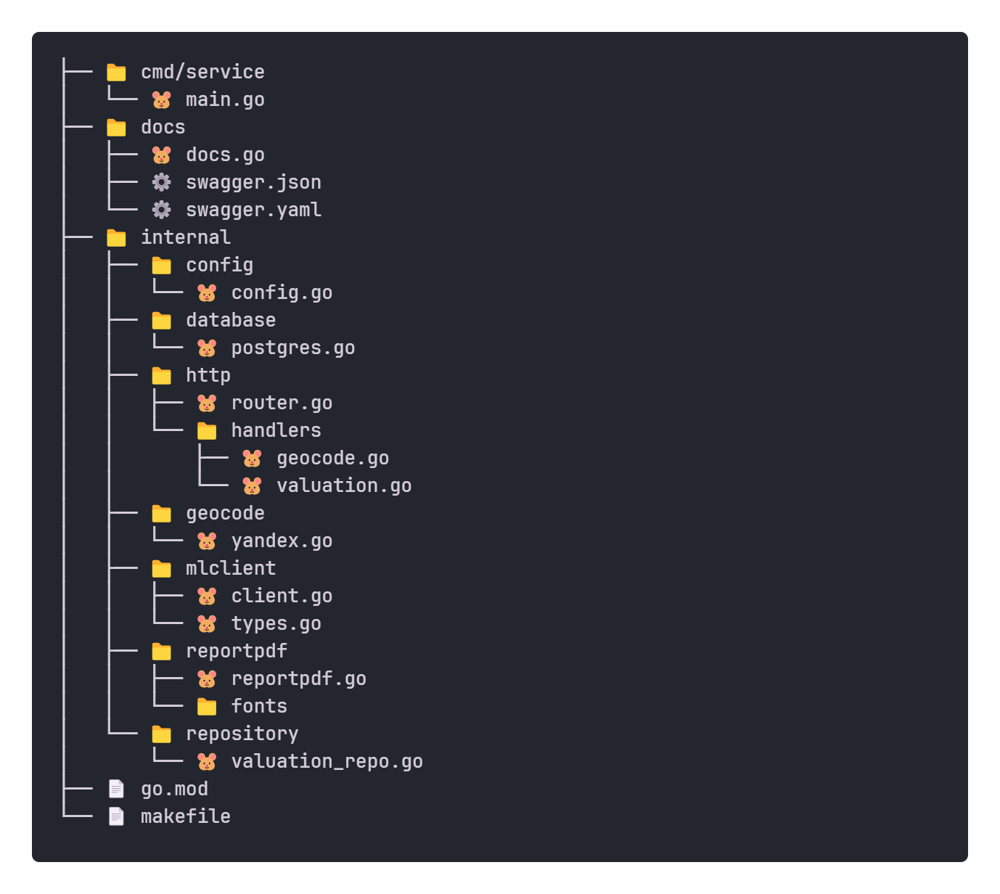 cmd/service
main.go
docs
docs.go
swagger.json
swagger.yaml
internal
config
config.go
database
postgres.go
http
router.go
handlers
geocode.go
valuation.go
geocode
yandex.go
mlclient
client.go
types.go
reportpdf
reportpdf.go
fonts
repository
valuation_repo.go
go.mod
makefile